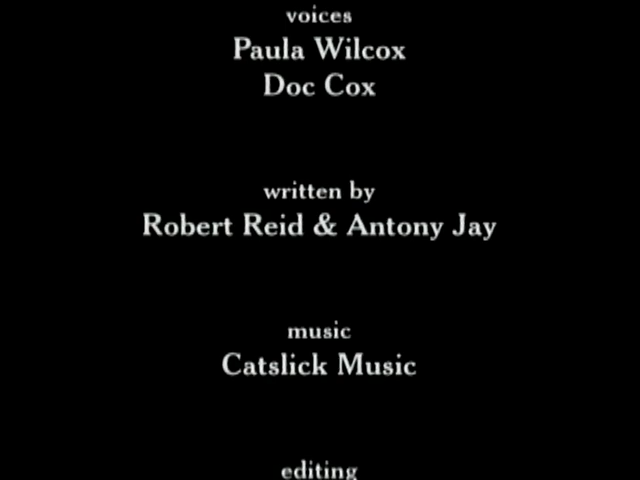 voices
Paula Wilcox
Doc Cox
written by
Robert Reid & Antony Jay
music
Catslick Music
editing